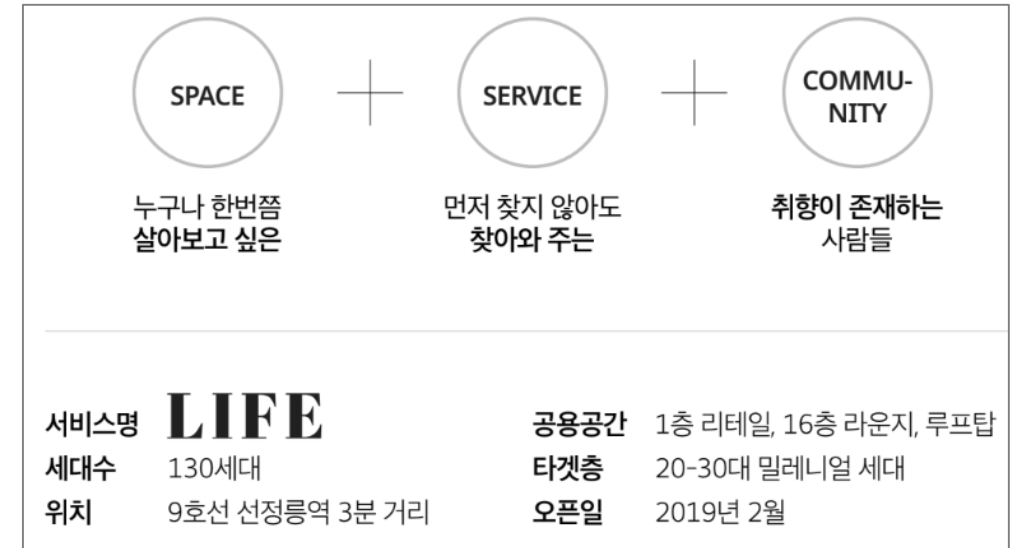 SPACE
SERVICE
COMMU-
NITY
누구나 한번쯤
살아보고 싶은
먼저 찾지 않아도
찾아와 주는
취향이 존재하는
사람들
서비스명 LIFE
세대수 130세대
위치 9호선 선정릉역 3분 거리
공용공간 1층 리테일, 16층 라운지, 루프탑
타겟층 20-30대 밀레니얼 세대
오픈일 2019년 2월